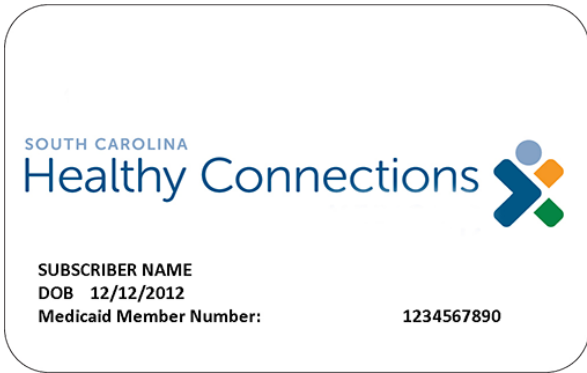 SOUTH CAROLINA
Healthy Connections
SUBSCRIBER NAME
DOB 12/12/2012
Medicaid Member Number: 1234567890